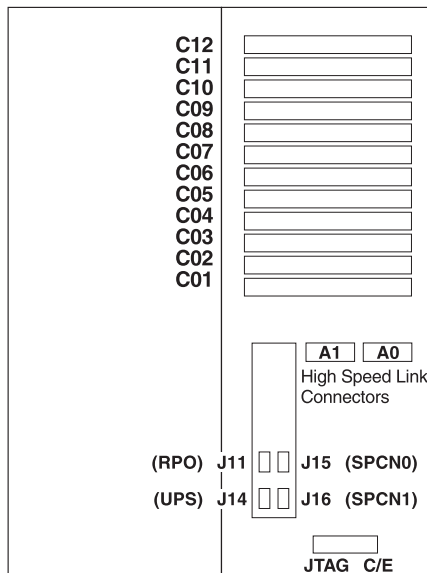 C12
C11
C10
C09
C08
C07
C06
C05
C04
C03
C02
C01
A1 A0
High Speed Link
Connectors
(RPO) J11 J15 (SPCN0)
(UPS) J14 J16 (SPCN1)
JTAG C/E